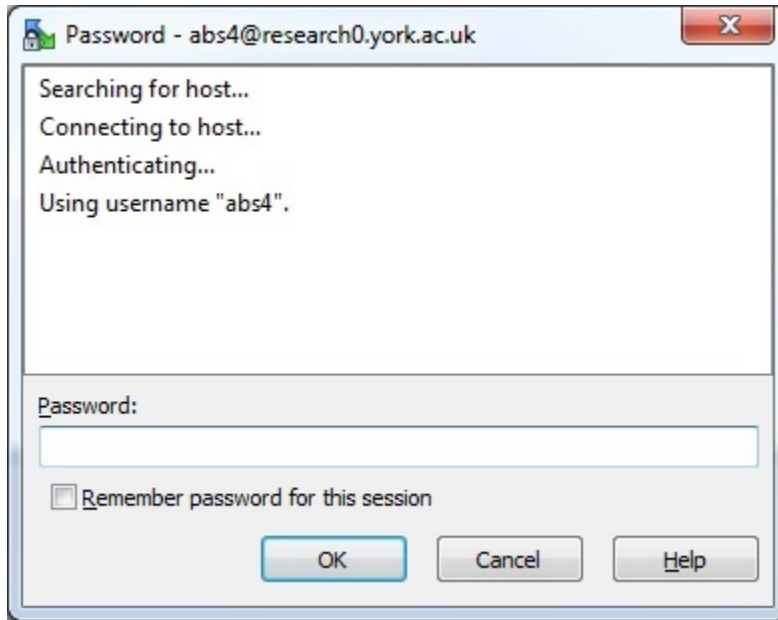 Password - abs4@research0.york.ac.uk
Searching for host...
Connecting to host...
Authenticating...
Using username "abs4".
Password:
Remember password for this session
OK Cancel Help